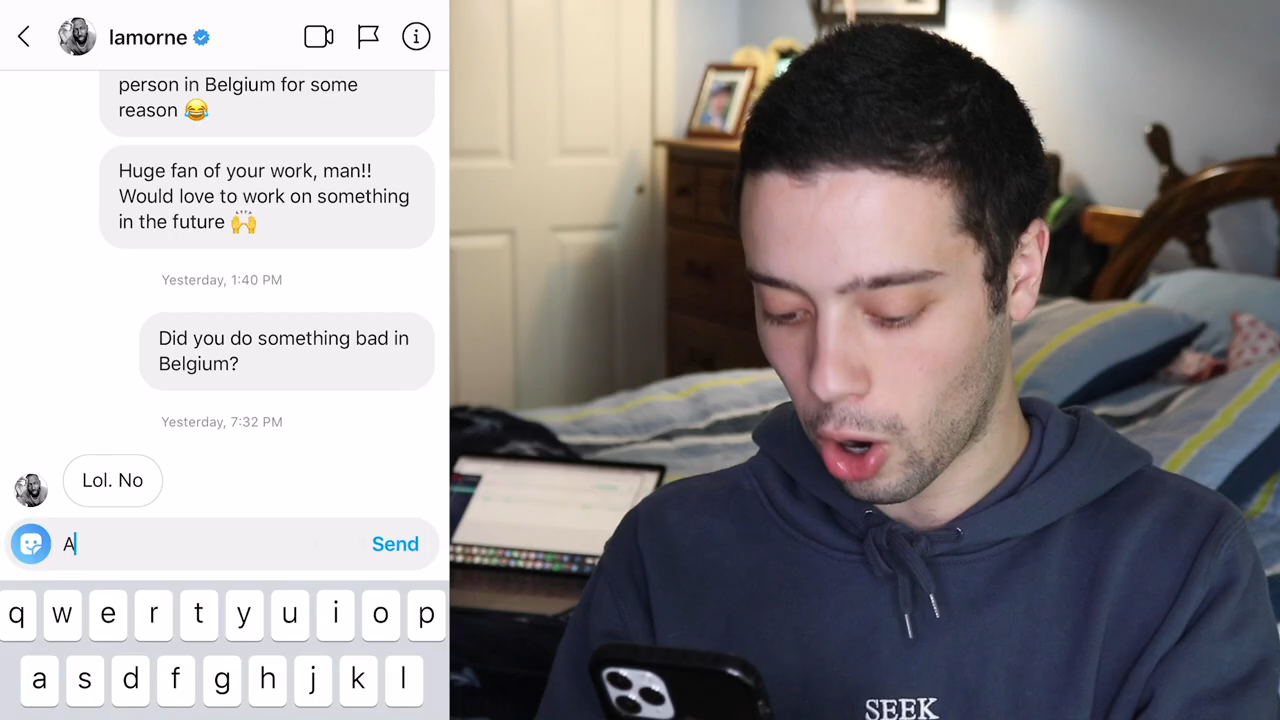 lamorne
person in Belgium for some
reason 😂
Huge fan of your work, man!!
Would love to work on something
in the future 🙌
Yesterday, 1:40 PM
Did you do something bad in
Belgium?
Yesterday, 7:32 PM
Lol. No
A
Send
q w e r t y u i o p
a s d f g h j k l
SEEK